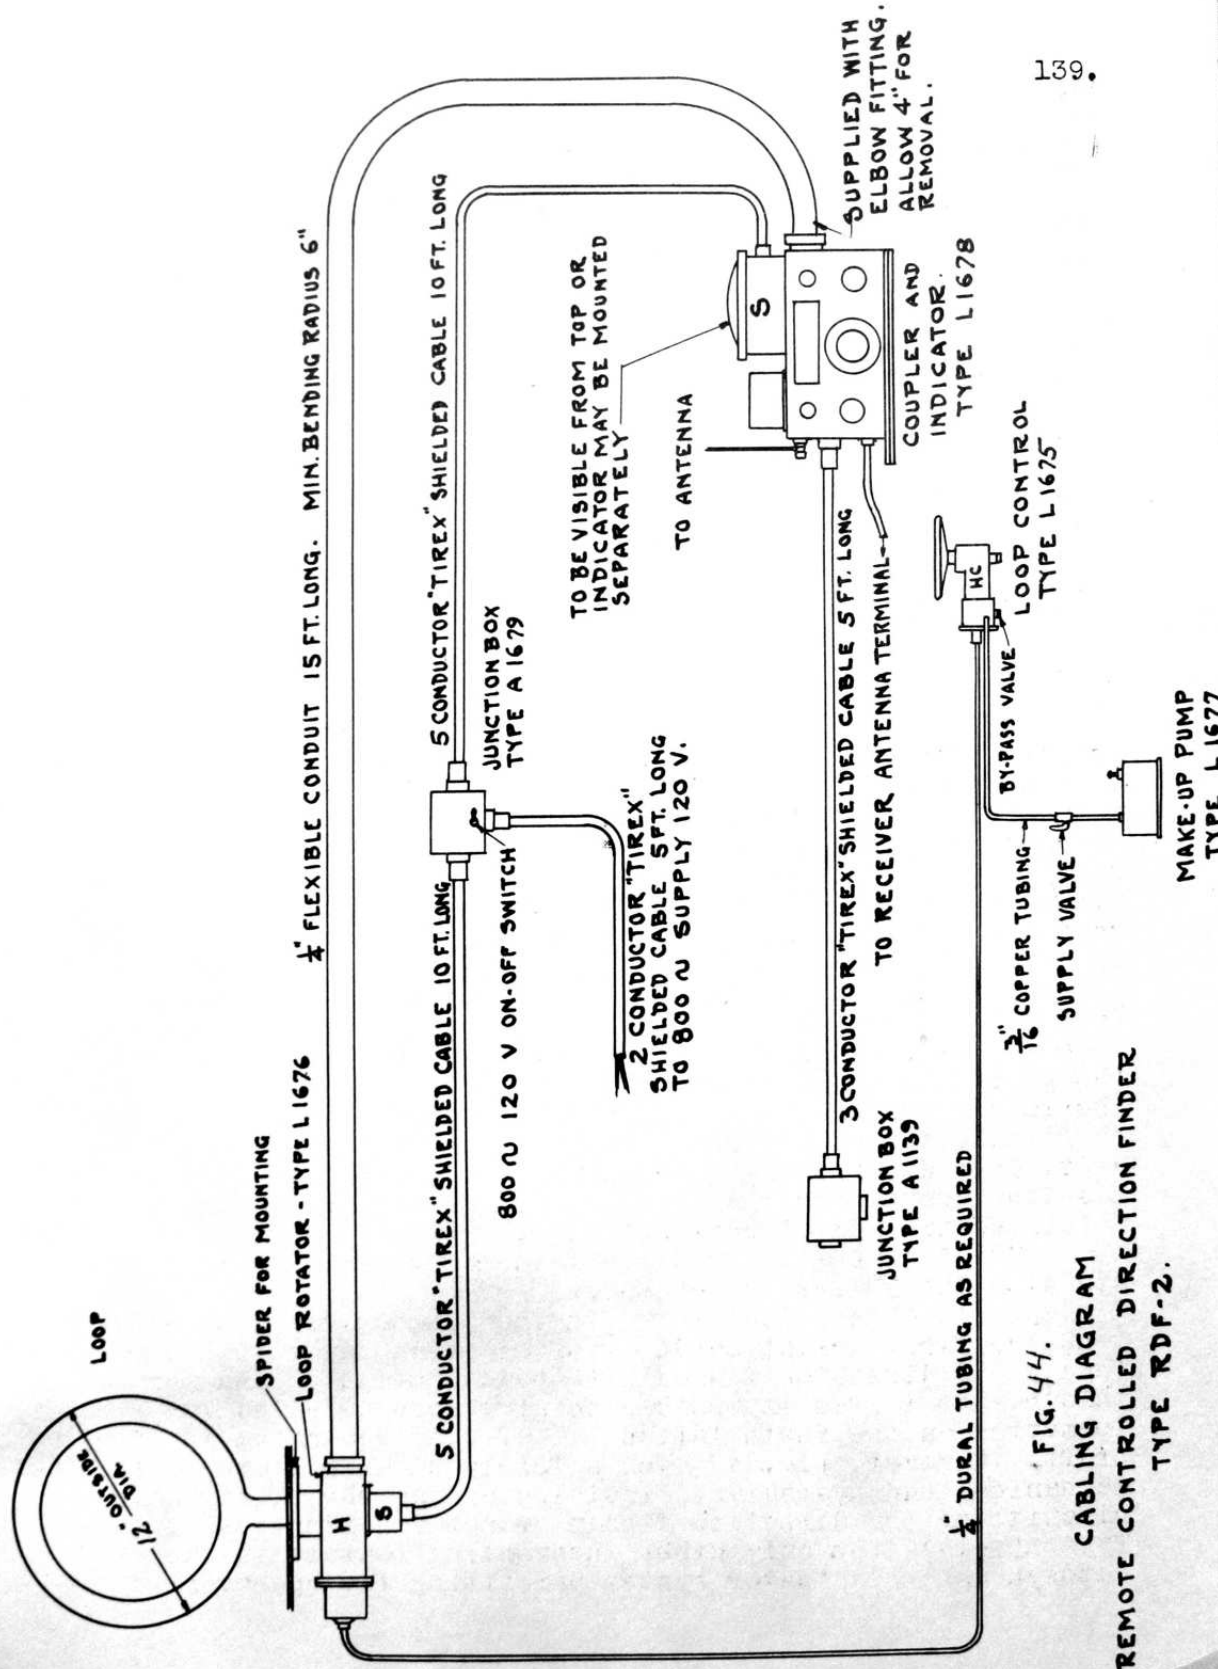 139.
LOOP
12" OUTSIDE
DIA.
SPIDER FOR MOUNTING
LOOP ROTATOR - TYPE L1676
H
S
1/4" FLEXIBLE CONDUIT 15 FT. LONG. MIN. BENDING RADIUS 6"
5 CONDUCTOR "TIREX" SHIELDED CABLE 10 FT. LONG
5 CONDUCTOR "TIREX" SHIELDED CABLE 10 FT. LONG
800 ~ 120 V ON-OFF SWITCH
JUNCTION BOX
TYPE A 1679
2 CONDUCTOR "TIREX"
SHIELDED CABLE 5 FT. LONG
TO 800 ~ SUPPLY 120 V.
TO BE VISIBLE FROM TOP OR
INDICATOR MAY BE MOUNTED
SEPARATELY
TO ANTENNA
S
SUPPLIED WITH
ELBOW FITTING.
ALLOW 4" FOR
REMOVAL.
COUPLER AND
INDICATOR.
TYPE L1678
3 CONDUCTOR "TIREX" SHIELDED CABLE 5 FT. LONG
TO RECEIVER ANTENNA TERMINAL
JUNCTION BOX
TYPE A 1139
HC
LOOP CONTROL
TYPE L1675
BY-PASS VALVE
3/16" COPPER TUBING
SUPPLY VALVE
1/4" DURAL TUBING AS REQUIRED
MAKE-UP PUMP
TYPE L1677
FIG. 44.
CABLING DIAGRAM
REMOTE CONTROLLED DIRECTION FINDER
TYPE RDF-2.